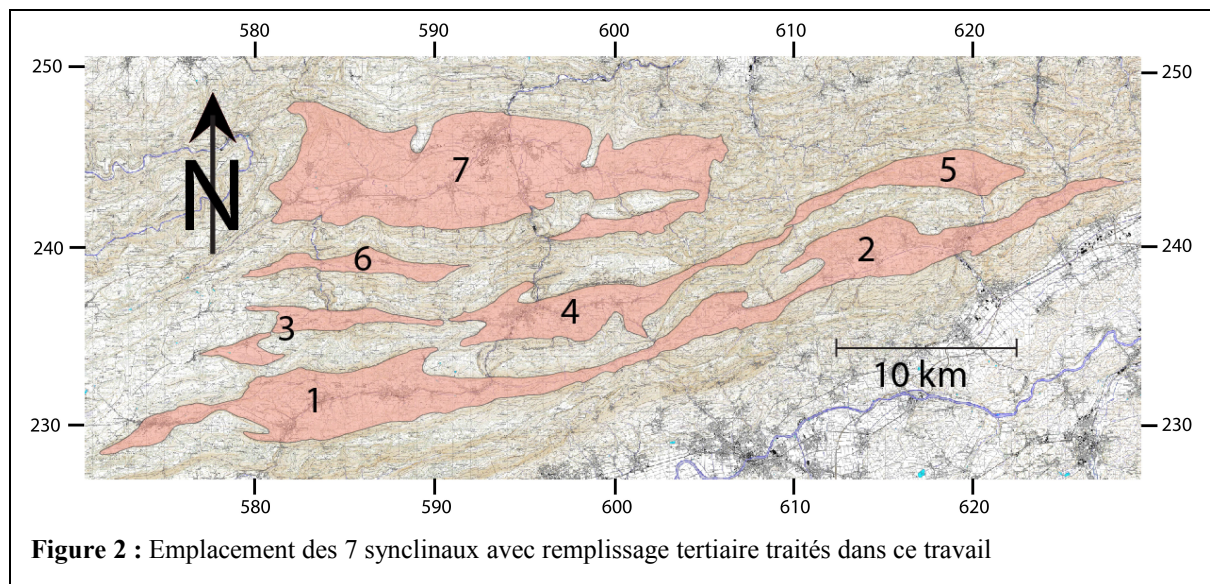 580 590 600 610 620
250 250
7
5
N
2
240 240
6
4
3
10 km
1
230 230
580 590 600 610 620
Figure 2 : Emplacement des 7 synclinaux avec remplissage tertiaire traités dans ce travail